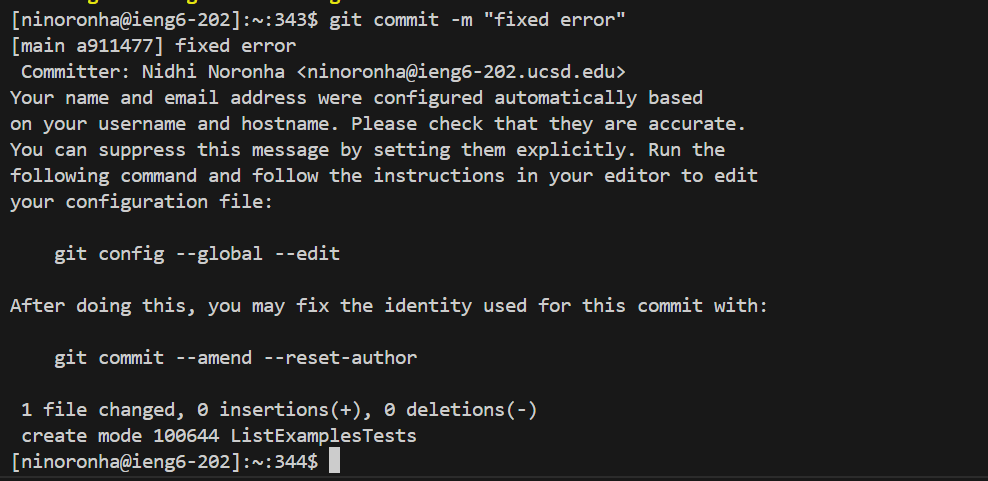 [ninoronha@ieng6-202]:~:343$ git commit -m "fixed error"
[main a911477] fixed error
 Committer: Nidhi Noronha <ninoronha@ieng6-202.ucsd.edu>
Your name and email address were configured automatically based
on your username and hostname. Please check that they are accurate.
You can suppress this message by setting them explicitly. Run the
following command and follow the instructions in your editor to edit
your configuration file:

    git config --global --edit

After doing this, you may fix the identity used for this commit with:

    git commit --amend --reset-author

 1 file changed, 0 insertions(+), 0 deletions(-)
 create mode 100644 ListExamplesTests
[ninoronha@ieng6-202]:~:344$